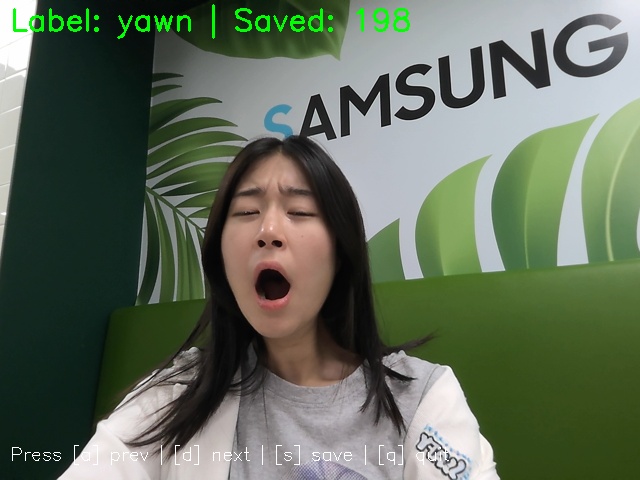 Label: yawn | Saved: 198
SAMSUNG
Press [a] prev | [d] next | [s] save | [q] quit